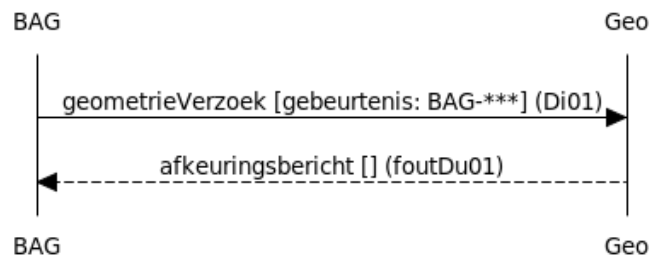 BAG Geo
geometrieVerzoek [gebeurtenis: BAG-***] (Di01)
afkeuringsbericht [] (foutDu01)
BAG Geo